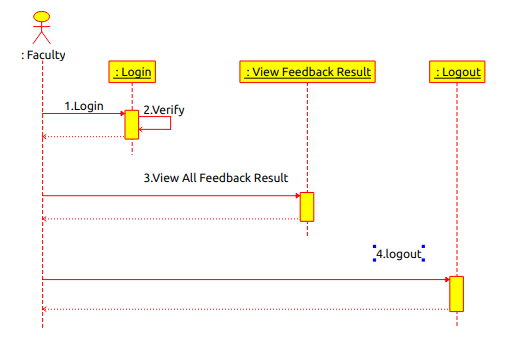 : Faculty
: Login
: View Feedback Result
: Logout
1.Login
2.Verify
3.View All Feedback Result
4.logout